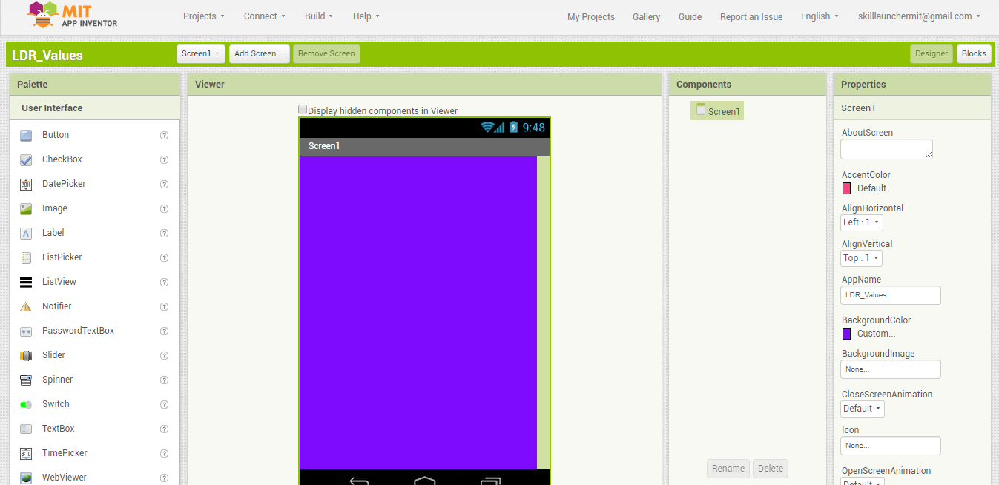 MIT
APP INVENTOR
Projects Connect Build Help My Projects Gallery Guide Report an Issue English skilllaunchermit@gmail.com
LDR_Values Screen1 Add Screen ... Remove Screen Designer Blocks
Palette
User Interface
Button ?
CheckBox ?
DatePicker ?
Image ?
Label ?
ListPicker ?
ListView ?
Notifier ?
PasswordTextBox ?
Slider ?
Spinner ?
Switch ?
TextBox ?
TimePicker ?
WebViewer ?
Viewer
Display hidden components in Viewer
9:48
Screen1
Components
Screen1
Rename Delete
Properties
Screen1
AboutScreen
AccentColor
Default
AlignHorizontal
Left : 1
AlignVertical
Top : 1
AppName
LDR_Values
BackgroundColor
Custom...
BackgroundImage
None...
CloseScreenAnimation
Default
Icon
None...
OpenScreenAnimation
Default